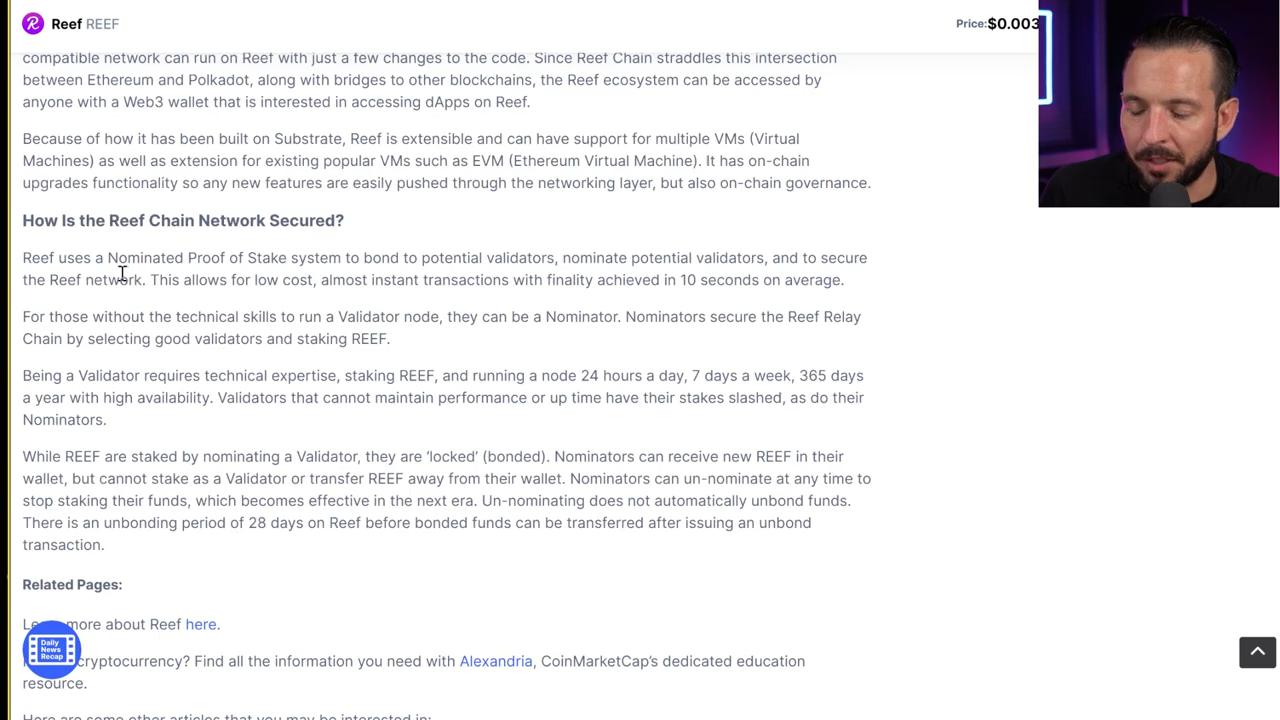 Reef REEF
Price:$0.003
compatible network can run on Reef with just a few changes to the code. Since Reef Chain straddles this intersection
between Ethereum and Polkadot, along with bridges to other blockchains, the Reef ecosystem can be accessed by
anyone with a Web3 wallet that is interested in accessing dApps on Reef.
Because of how it has been built on Substrate, Reef is extensible and can have support for multiple VMs (Virtual
Machines) as well as extension for existing popular VMs such as EVM (Ethereum Virtual Machine). It has on-chain
upgrades functionality so any new features are easily pushed through the networking layer, but also on-chain governance.
How Is the Reef Chain Network Secured?
Reef uses a Nominated Proof of Stake system to bond to potential validators, nominate potential validators, and to secure
the Reef network. This allows for low cost, almost instant transactions with finality achieved in 10 seconds on average.
For those without the technical skills to run a Validator node, they can be a Nominator. Nominators secure the Reef Relay
Chain by selecting good validators and staking REEF.
Being a Validator requires technical expertise, staking REEF, and running a node 24 hours a day, 7 days a week, 365 days
a year with high availability. Validators that cannot maintain performance or up time have their stakes slashed, as do their
Nominators.
While REEF are staked by nominating a Validator, they are ‘locked’ (bonded). Nominators can receive new REEF in their
wallet, but cannot stake as a Validator or transfer REEF away from their wallet. Nominators can un-nominate at any time to
stop staking their funds, which becomes effective in the next era. Un-nominating does not automatically unbond funds.
There is an unbonding period of 28 days on Reef before bonded funds can be transferred after issuing an unbond
transaction.
Related Pages:
more about Reef here.
cryptocurrency? Find all the information you need with Alexandria, CoinMarketCap’s dedicated education
resource.
Daily
News
Recap
Here are some other articles that you may be interested in: